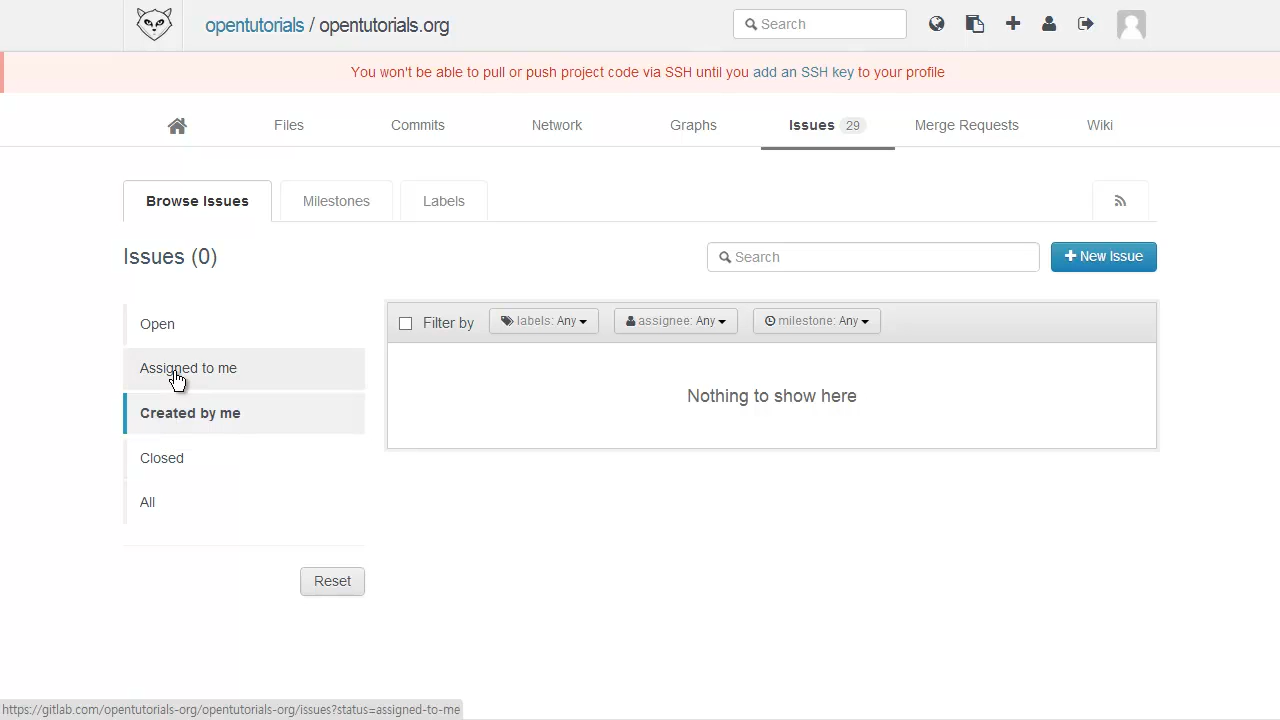 opentutorials / opentutorials.org
Search
You won't be able to pull or push project code via SSH until you add an SSH key to your profile
Files
Commits
Network
Graphs
Issues 29
Merge Requests
Wiki
Browse Issues
Milestones
Labels
Issues (0)
Search
New Issue
Open
Assigned to me
Created by me
Closed
All
Reset
Filter by
labels: Any
assignee: Any
milestone: Any
Nothing to show here
https://gitlab.com/opentutorials-org/opentutorials-org/issues?status=assigned-to-me